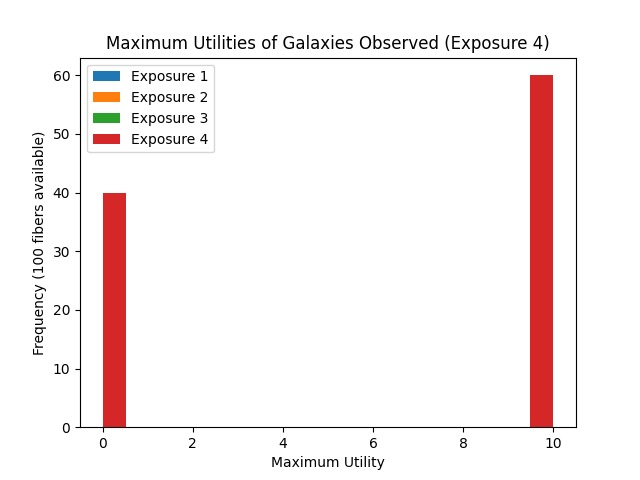 Maximum Utilities of Galaxies Observed (Exposure 4)
Exposure 1
Exposure 2
Exposure 3
Exposure 4
Frequency (100 fibers available)
60
50
40
30
20
10
0
0 2 4 6 8 10
Maximum Utility